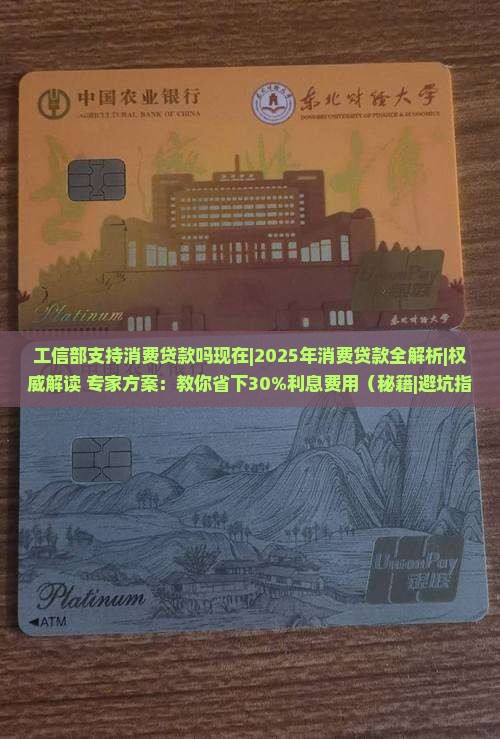 中国农业银行
AGRICULTURAL BANK OF CHINA
东北财经大学
DONGBEI UNIVERSITY OF FINANCE & ECONOMICS
UnionPay
Platinum
东北财经大学
工信部支持消费贷款吗现在|2025年消费贷款全解析|权
威解读 专家方案：教你省下30%利息费用（秘籍|避坑指
UnionPay
银联
Platinum
◀ATM